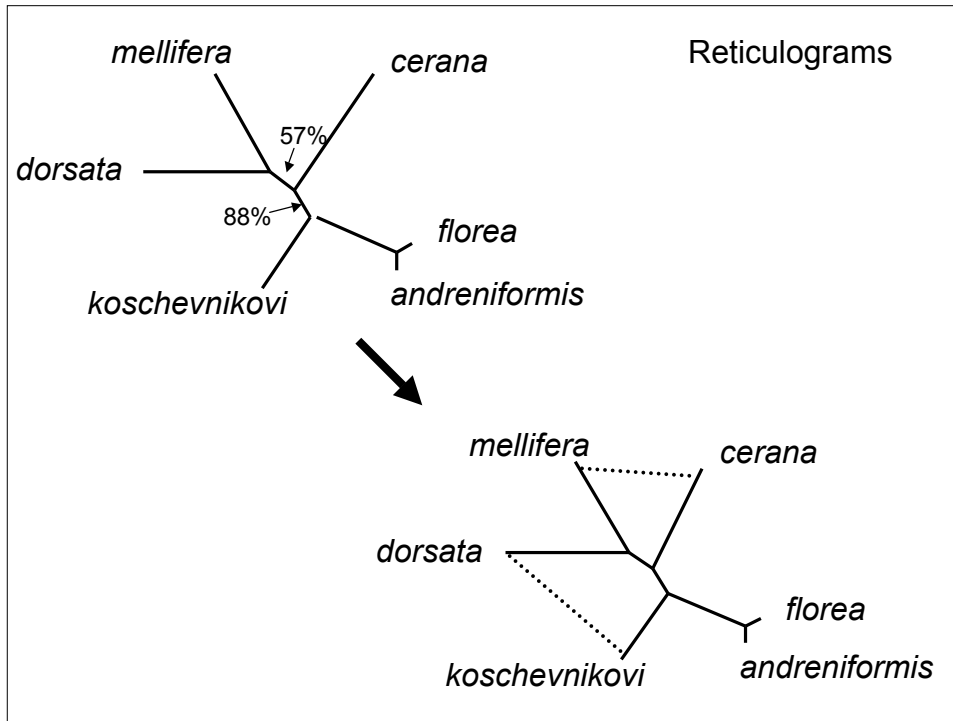 Reticulograms
mellifera
cerana
57%
dorsata
88%
florea
andreniformis
koschevnikovi
mellifera
cerana
dorsata
florea
andreniformis
koschevnikovi